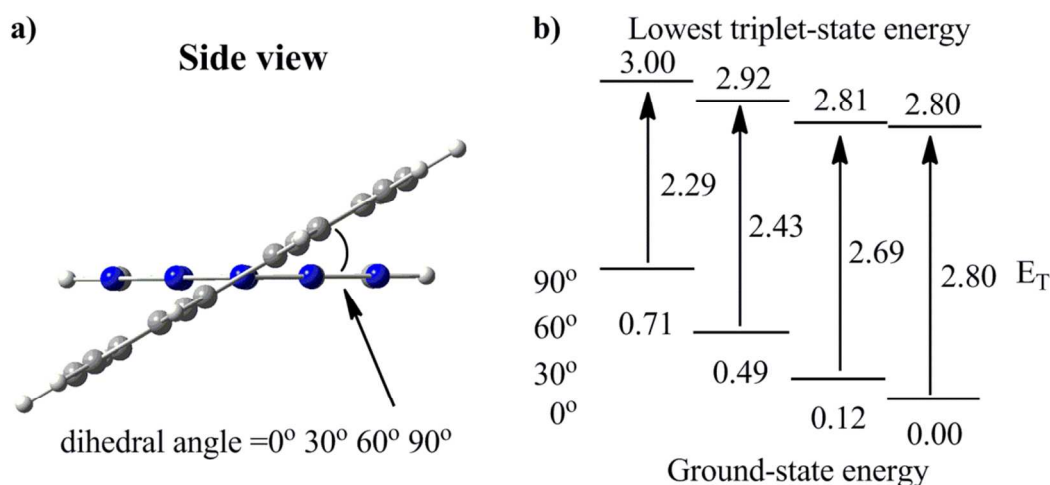 a)
Side view
dihedral angle =0º 30º 60º 90º
b)
Lowest triplet-state energy
3.00
2.92
2.81
2.80
2.29
2.43
2.69
2.80
E_T
90º
60º
30º
0º
0.71
0.49
0.12
0.00
Ground-state energy